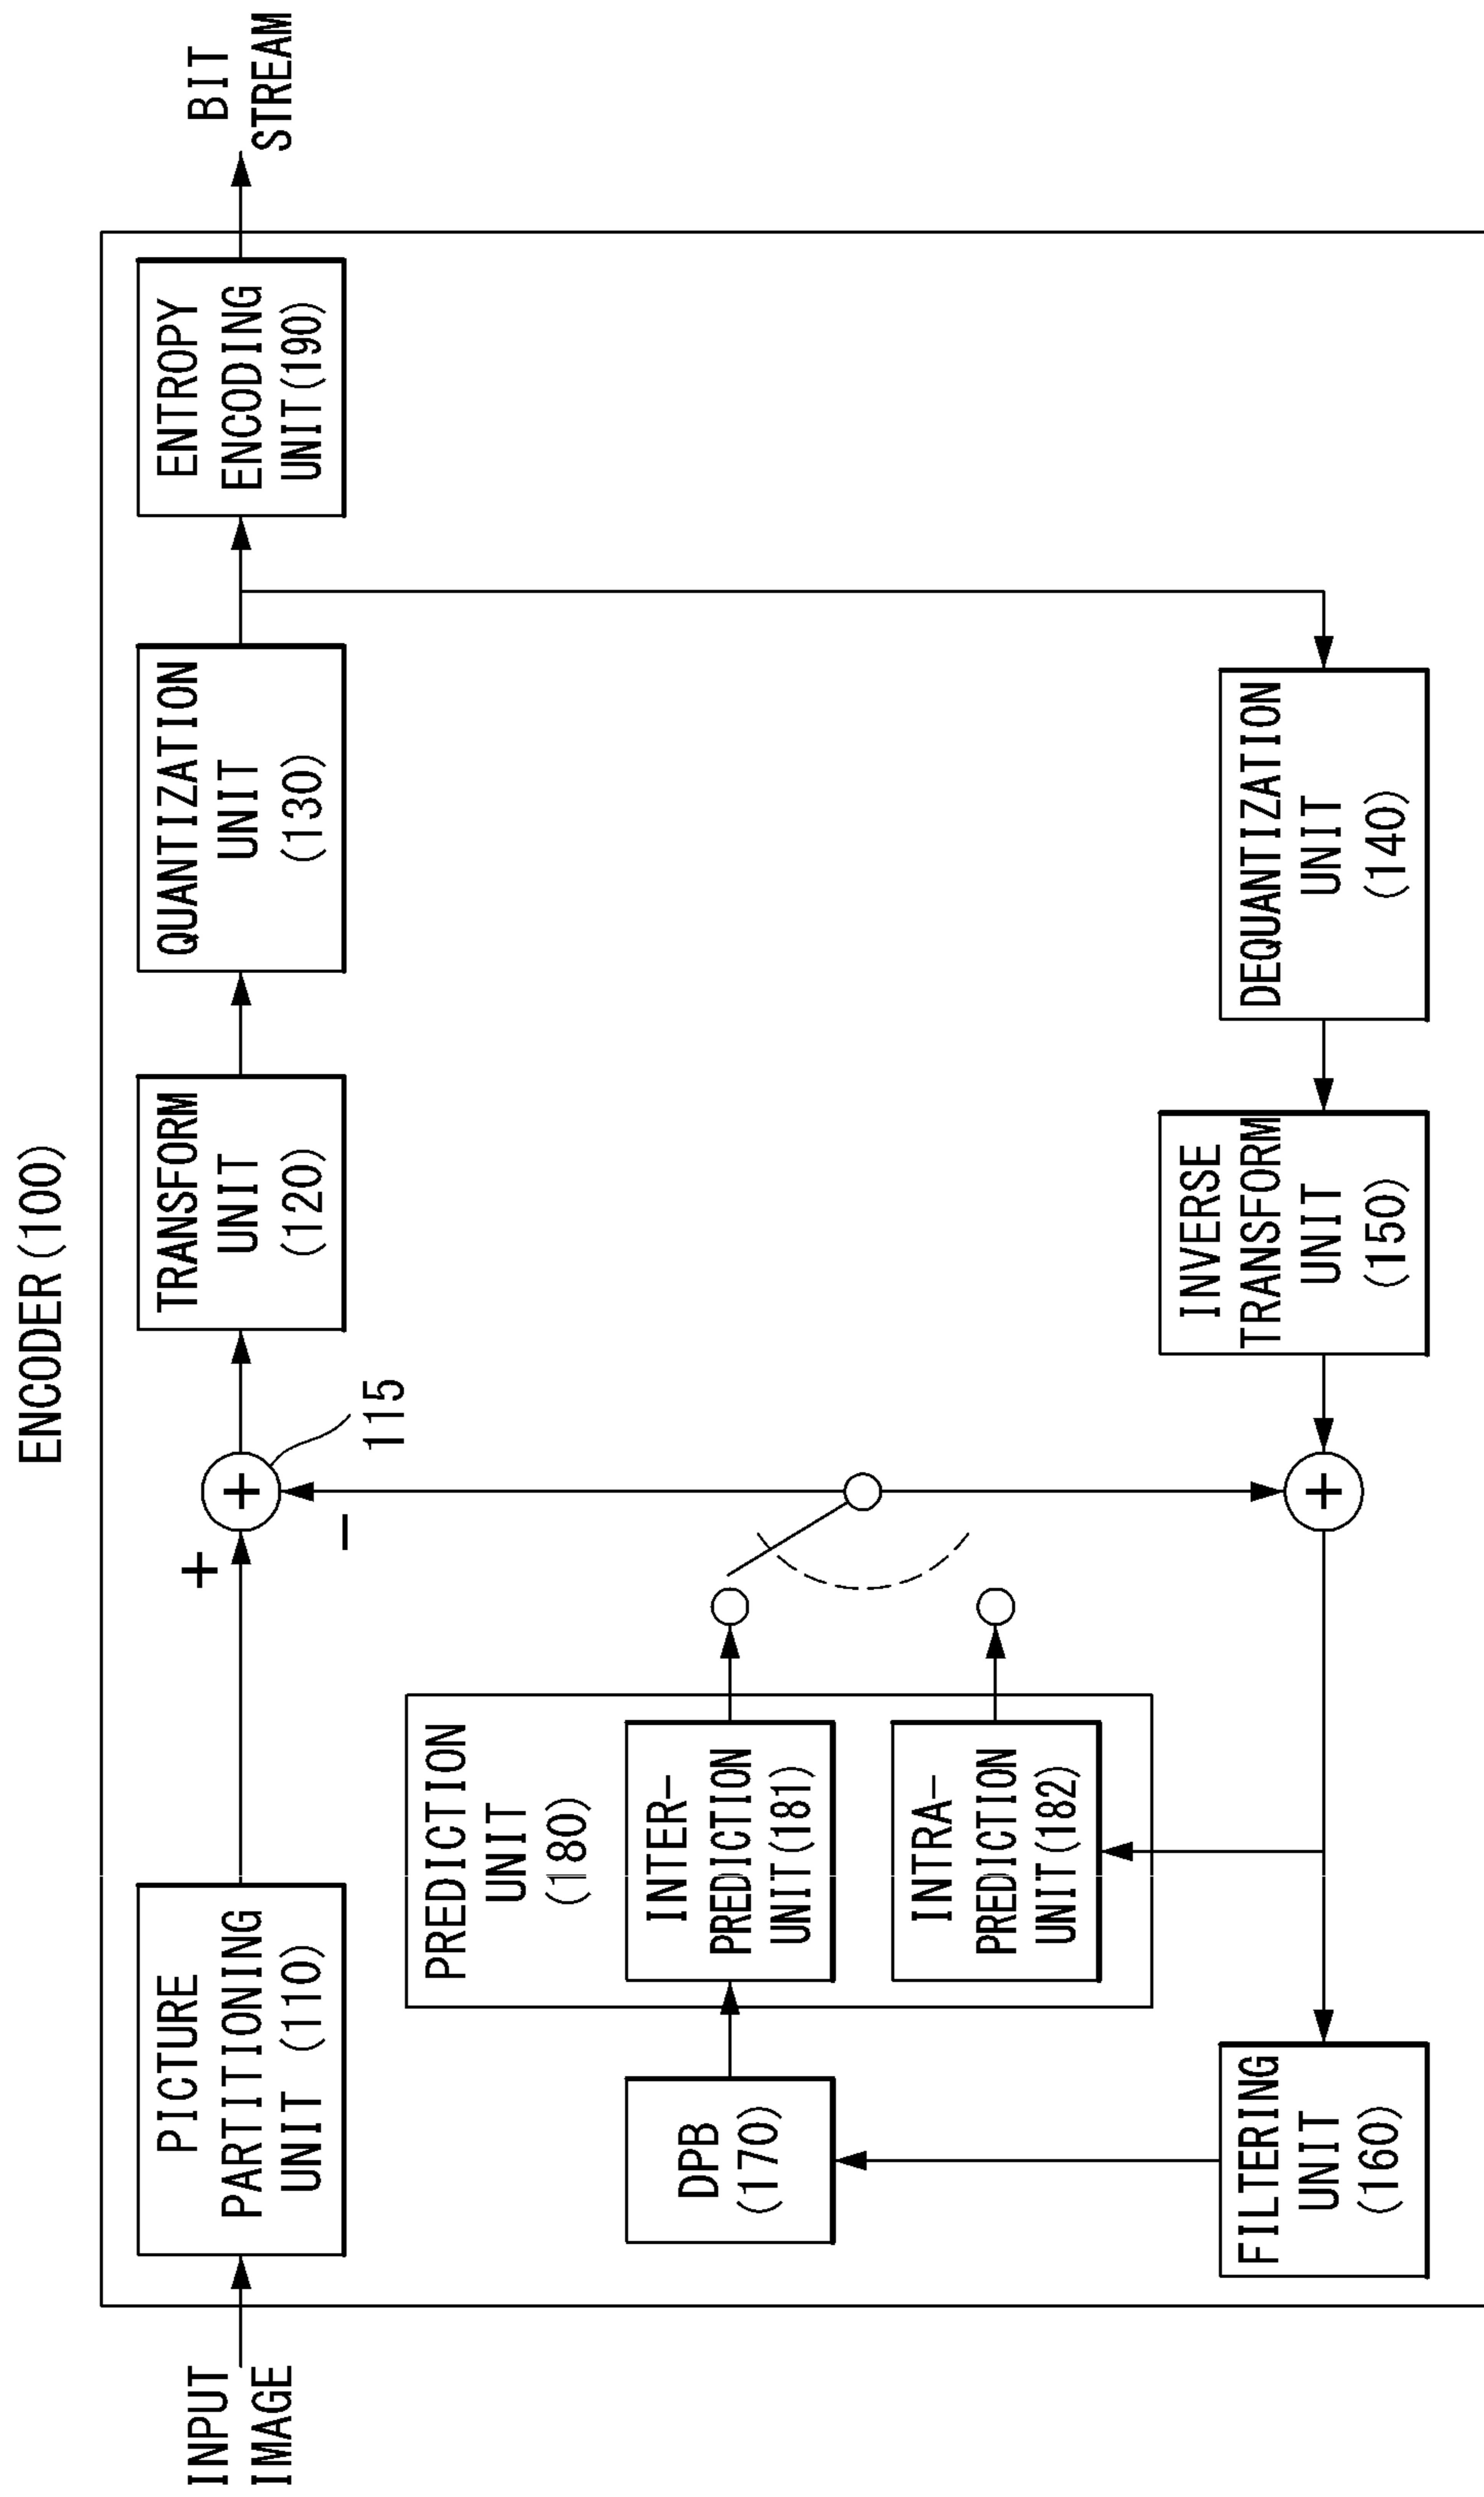 ENCODER(100)
INPUT
IMAGE
PICTURE
PARTITIONING
UNIT (110)
+
−
+
115
TRANSFORM
UNIT
(120)
QUANTIZATION
UNIT
(130)
ENTROPY
ENCODING
UNIT(190)
BIT
STREAM
PREDICTION
UNIT
(180)
DPB
(170)
INTER-
PREDICTION
UNIT(181)
INTRA-
PREDICTION
UNIT(182)
FILTERING
UNIT
(160)
+
INVERSE
TRANSFORM
UNIT
(150)
DEQUANTIZATION
UNIT
(140)